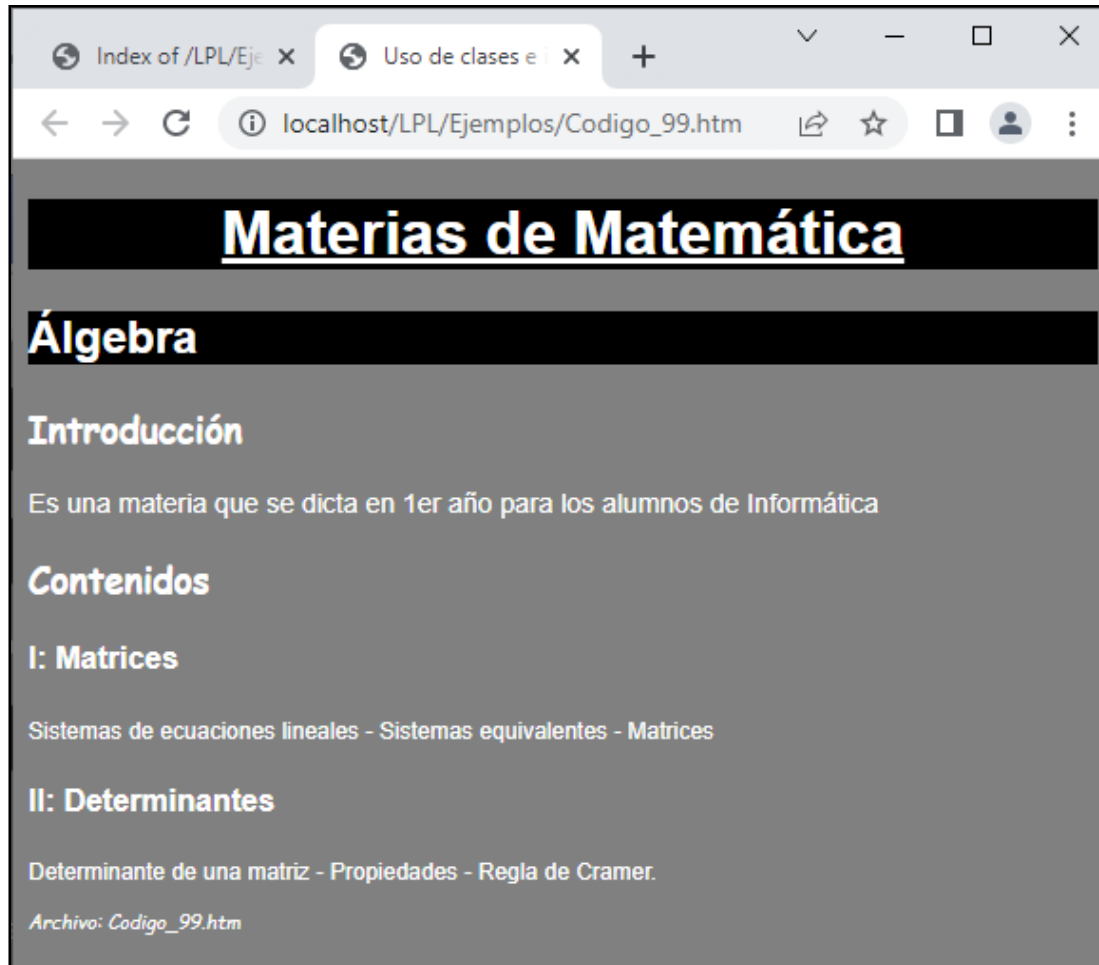 Index of /LPL/Eje
Uso de clases e i
localhost/LPL/Ejemplos/Codigo_99.htm
Materias de Matemática
Álgebra
Introducción
Es una materia que se dicta en 1er año para los alumnos de Informática
Contenidos
I: Matrices
Sistemas de ecuaciones lineales - Sistemas equivalentes - Matrices
II: Determinantes
Determinante de una matriz - Propiedades - Regla de Cramer.
Archivo: Codigo_99.htm